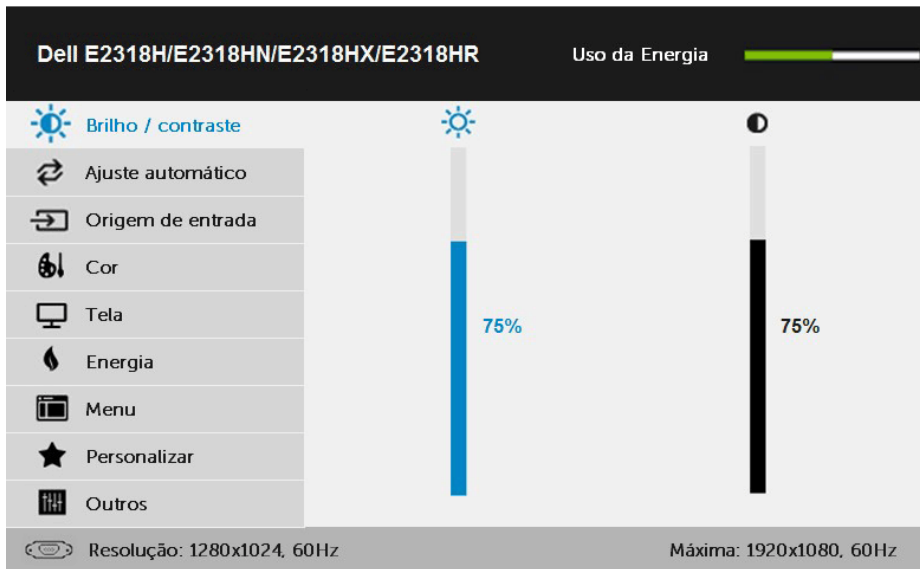 Dell E2318H/E2318HN/E2318HX/E2318HR Uso da Energia
Brilho / contraste
Ajuste automático
Origem de entrada
Cor
Tela
75% 75%
Energia
Menu
Personalizar
Outros
Resolução: 1280x1024, 60Hz Máxima: 1920x1080, 60Hz